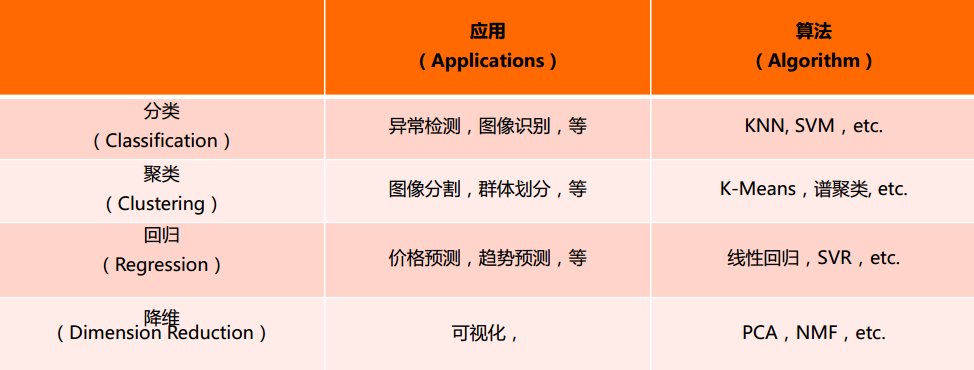 应用
（Applications）
算法
（Algorithm）
分类
（Classification）
异常检测，图像识别，等
KNN, SVM，etc.
聚类
（Clustering）
图像分割，群体划分，等
K-Means，谱聚类, etc.
回归
（Regression）
价格预测，趋势预测，等
线性回归，SVR，etc.
降维
（Dimension Reduction）
可视化，
PCA，NMF，etc.